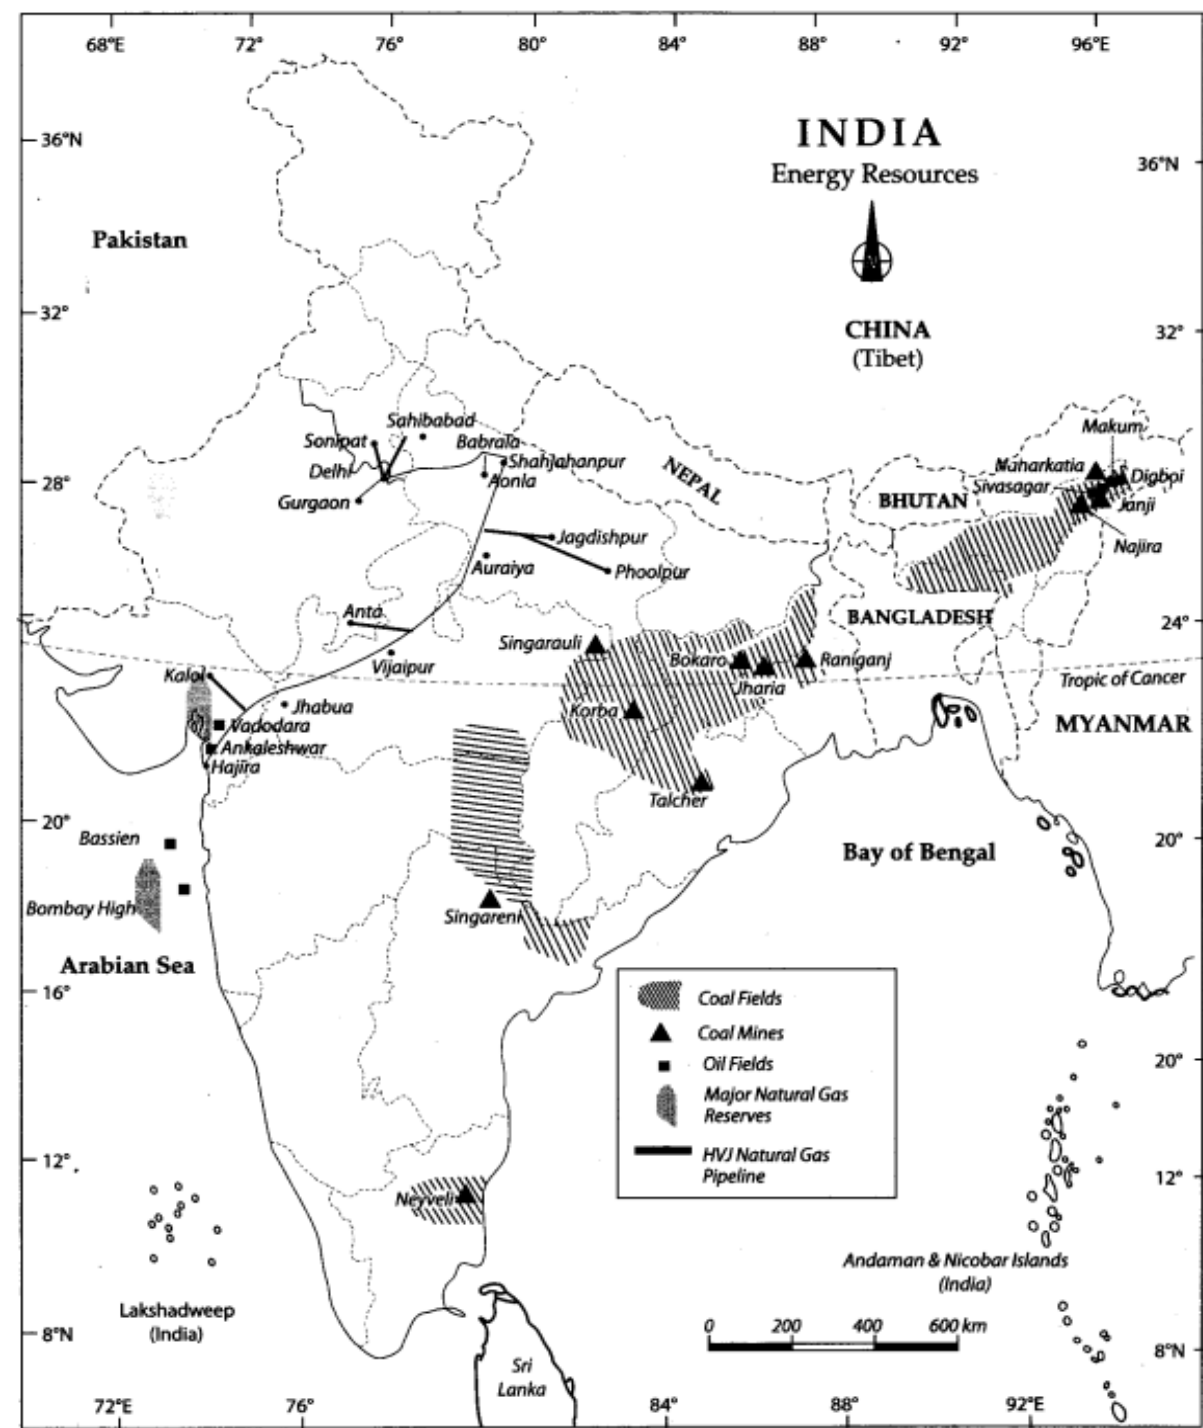 68°E 72° 76° 80° 84° 88° 92° 96°E
INDIA
Energy Resources
36°N
36°N
Pakistan
32°
CHINA
(Tibet)
32°
Sahibabad
Sonipat
Babrala
Makum
Delhi
Shahjahanpur
NEPAL
Maharkatia
Digboi
28°
Aonla
Sivasagar
28°
Gurgaon
BHUTAN
Janji
Jagdishpur
Najira
Auraiya
Phoolpur
Anta
BANGLADESH
24°
Singarauli
Vijaipur
Bokaro
Raniganj
Kalol
Jharia
Tropic of Cancer
Jhabua
Korba
Vadodara
MYANMAR
Ankaleshwar
Hajira
Talcher
20°
Bassien
20°
Bay of Bengal
Bombay High
Singareni
Arabian Sea
16°
Coal Fields
Coal Mines
Oil Fields
20°
Major Natural Gas
Reserves
HVJ Natural Gas
Pipeline
12°
12°
Neyveli
Andaman & Nicobar Islands
(India)
Lakshadweep
(India)
0 200 400 600 km
8°N
8°N
Sri
Lanka
72°E 76° 84° 88° 92°E